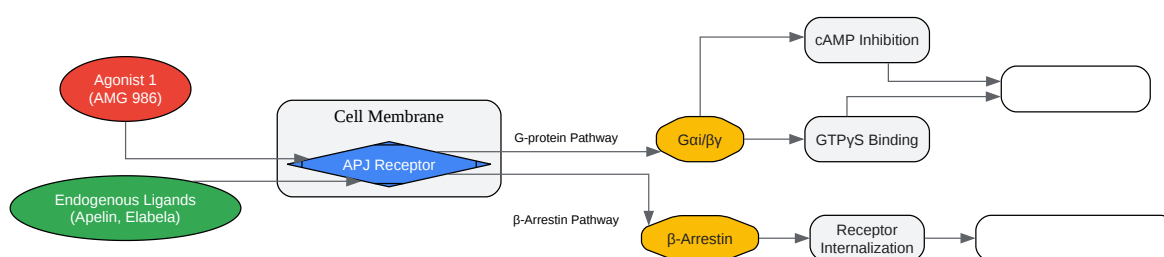 Agonist 1
(AMG 986)
Endogenous Ligands
(Apelin, Elabela)
Cell Membrane
APJ Receptor
G-protein Pathway
β-Arrestin Pathway
Gαi/βγ
β-Arrestin
cAMP Inhibition
GTPγS Binding
Receptor
Internalization